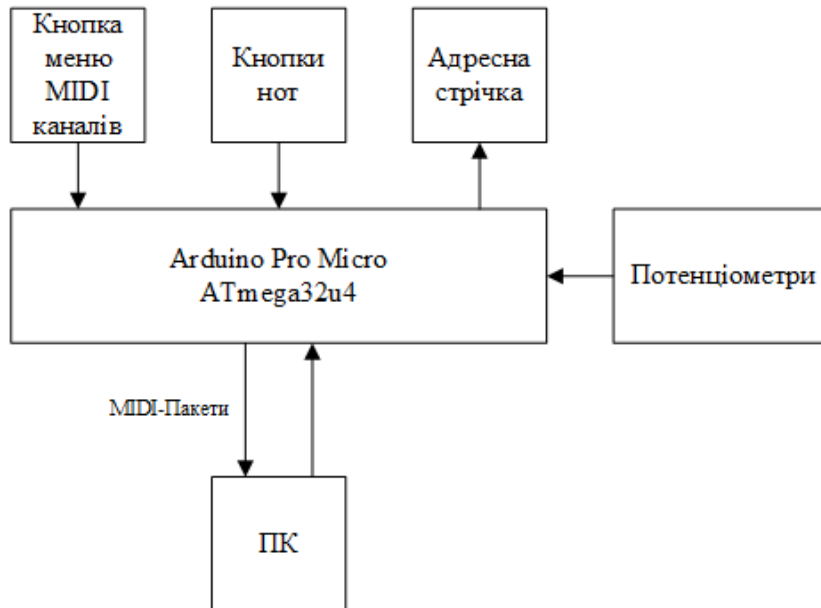 Кнопка
меню
MIDI
каналів
Кнопки
нот
Адресна
стрічка
Arduino Pro Micro
ATmega32u4
Потенціометри
MIDI-Пакети
ПК